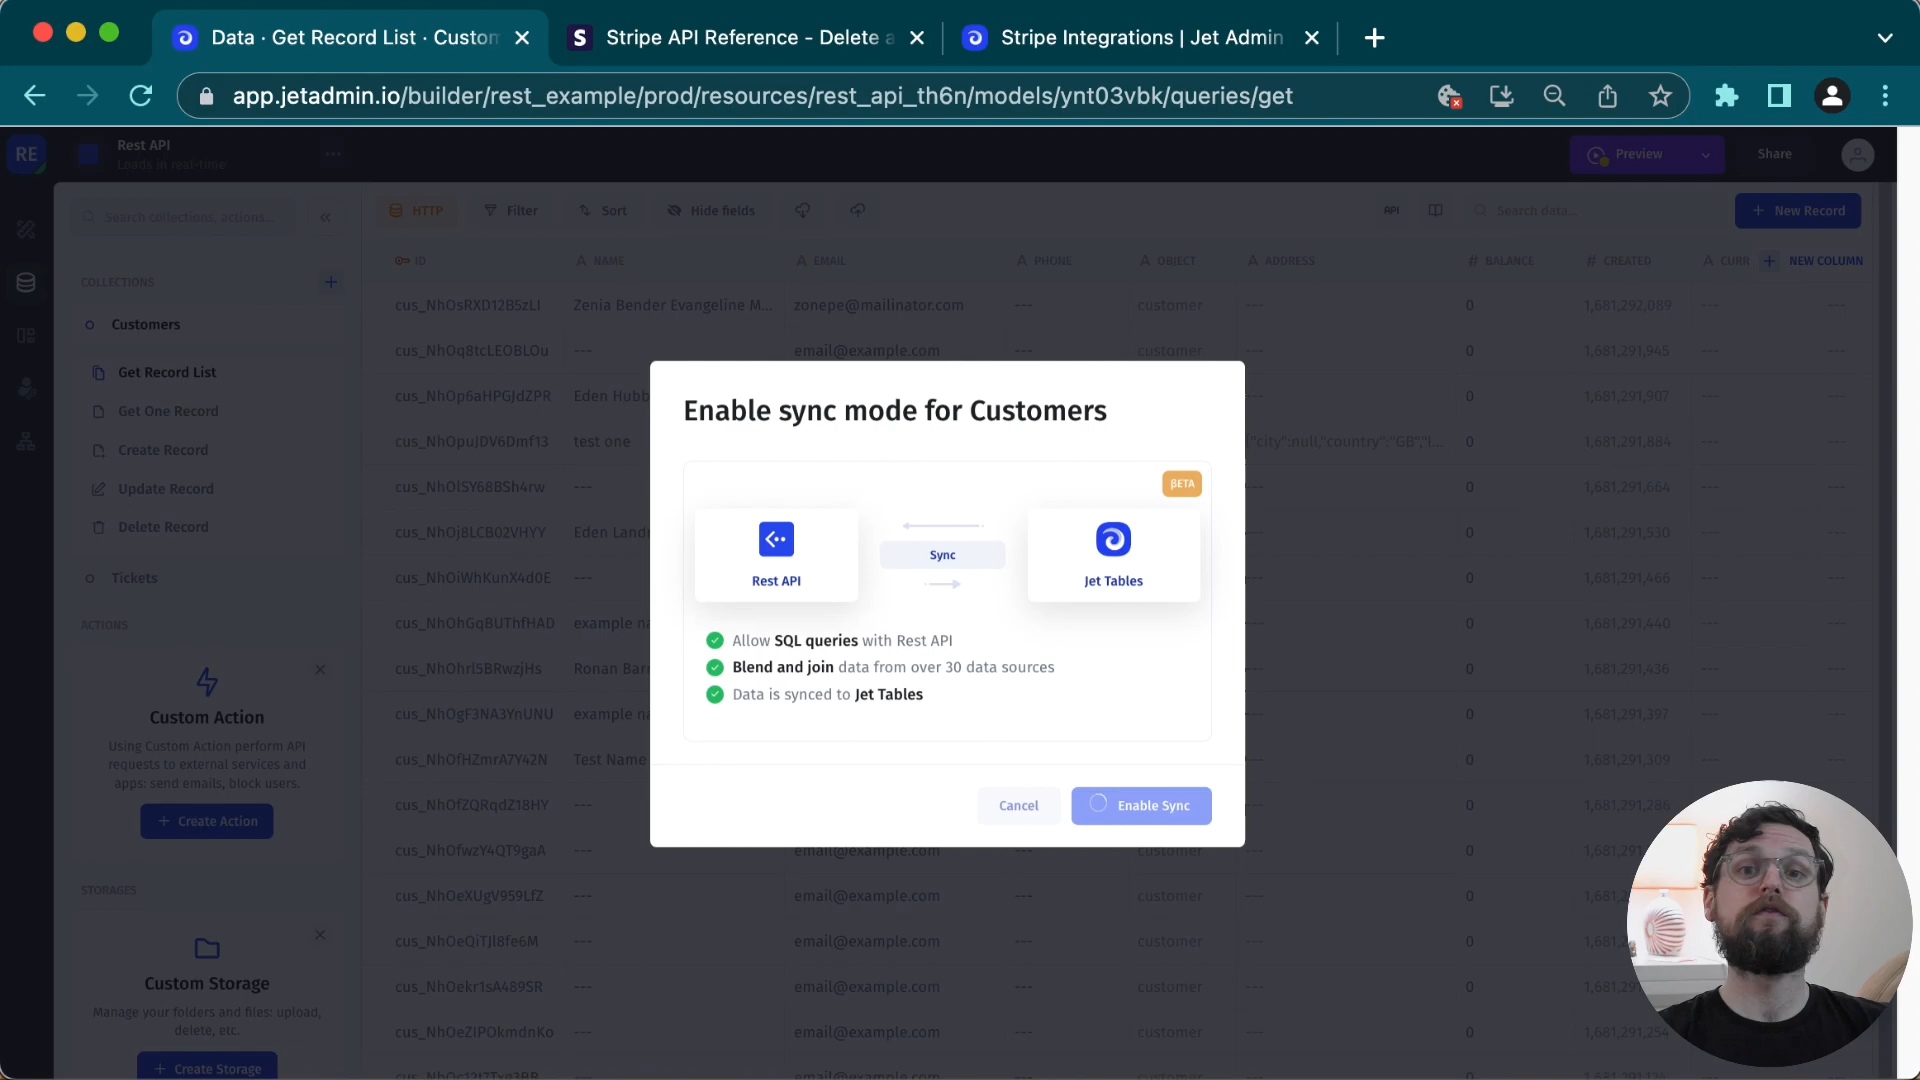 Data · Get Record List · Custom
Stripe API Reference - Delete a
Stripe Integrations | Jet Admin
app.jetadmin.io/builder/rest_example/prod/resources/rest_api_th6n/models/ynt03vbk/queries/get
RE
Rest API
Loads in real-time
Preview
Share
Search collections, actions...
HTTP
Filter
Sort
Hide fields
API
Search data...
New Record
ID NAME EMAIL PHONE OBJECT ADDRESS BALANCE CREATED CURR NEW COLUMN
COLLECTIONS
Customers
Get Record List
Get One Record
Create Record
Update Record
Delete Record
Tickets
ACTIONS
Custom Action
Using Custom Action perform API
requests to external services and
apps: send emails, block users.
Create Action
STORAGES
Custom Storage
Manage your folders and files: upload,
delete, etc.
Create Storage
cus_NhOsRXD12B5zLI Zenia Bender Evangeline M... zonepe@mailinator.com --- customer --- 0 1,681,292,089 --- ---
cus_NhOq8tcLEOBLOu --- email@example.com --- customer --- 0 1,681,291,945 --- ---
cus_NhOp6aHPGJdZPR Eden Hubb --- 0 1,681,291,907 --- ---
cus_NhOpuJDV6Dmf13 test one {"city":null,"country":"GB","l... 0 1,681,291,884 --- ---
cus_NhOlSY68BSh4rw --- --- 0 1,681,291,664 --- ---
cus_NhOj8LCB02VHYY Eden Landr --- 0 1,681,291,530 --- ---
cus_NhOiWhKunX4d0E --- --- 0 1,681,291,466 --- ---
cus_NhOhGqBUThfHAD example na --- 0 1,681,291,440 --- ---
cus_NhOhrl5BRwzjHs Ronan Baro --- 0 1,681,291,436 --- ---
cus_NhOgF3NA3YnUNU example na --- 0 1,681,291,397 --- ---
cus_NhOfHZmrA7Y42N Test Name --- 0 1,681,291,309 --- ---
cus_NhOfZQRqdZ18HY --- --- 0 1,681,291,286
cus_NhOfwzY4QT9gaA --- email@example.com --- customer --- 0 1,681,291
cus_NhOeXUgV959LfZ --- email@example.com --- customer --- 0 1,681,2
cus_NhOeQiTJl8fe6M --- email@example.com --- customer --- 0 1,681,2
cus_NhOekr1sA489SR --- email@example.com --- customer --- 0 1,681,291
cus_NhOeZIPOkmdnKo --- email@example.com --- customer --- 0 1,681,291,254
Enable sync mode for Customers
BETA
Rest API
Sync
Jet Tables
Allow SQL queries with Rest API
Blend and join data from over 30 data sources
Data is synced to Jet Tables
Cancel
Enable Sync